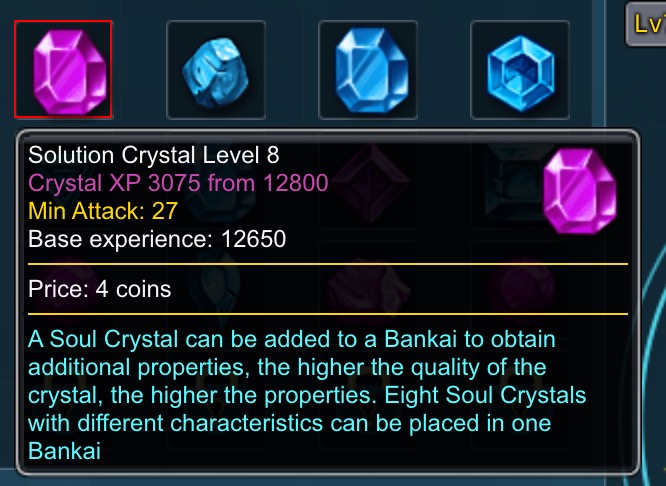 Lv
Solution Crystal Level 8
Crystal XP 3075 from 12800
Min Attack: 27
Base experience: 12650
Price: 4 coins
A Soul Crystal can be added to a Bankai to obtain
additional properties, the higher the quality of the
crystal, the higher the properties. Eight Soul Crystals
with different characteristics can be placed in one
Bankai